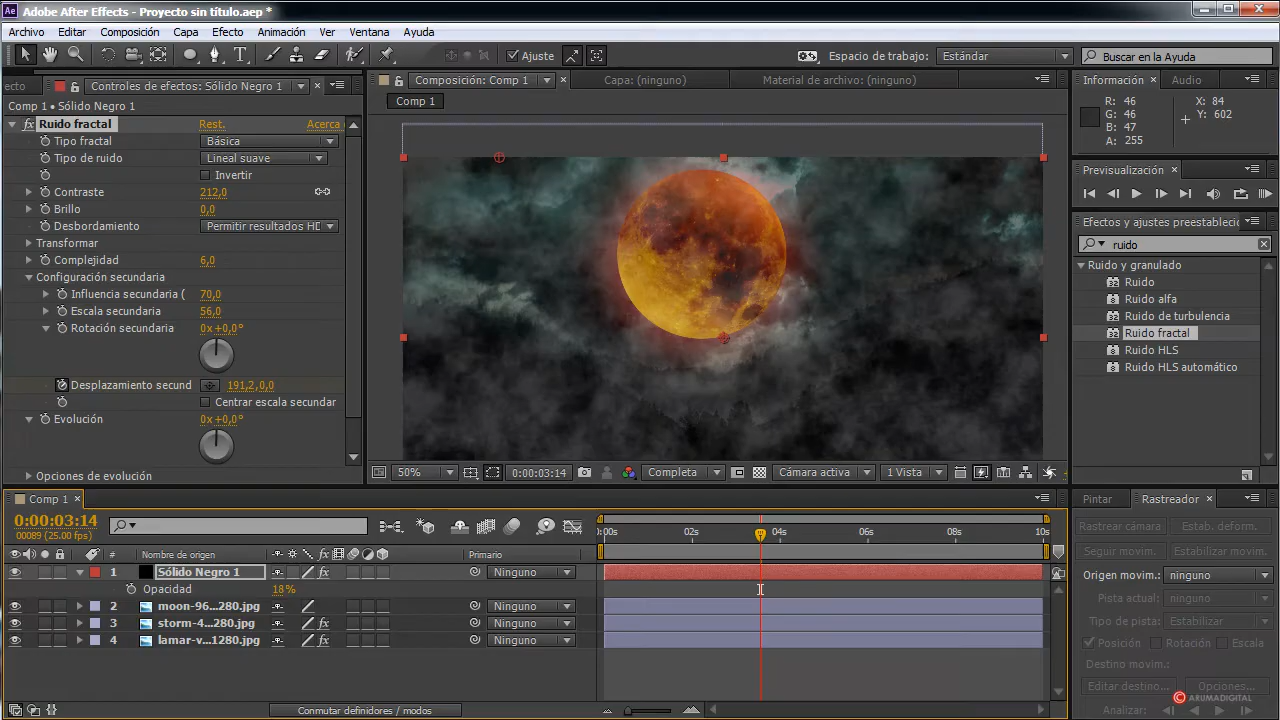 Adobe After Effects - Proyecto sin título.aep *
Archivo Editar Composición Capa Efecto Animación Ver Ventana Ayuda
Ajuste Espacio de trabajo: Estándar Buscar en la Ayuda
ecto Controles de efectos: Sólido Negro 1
Comp 1 • Sólido Negro 1
Ruido fractal Rest. Acerca
Tipo fractal Básica
Tipo de ruido Lineal suave
Invertir
Contraste 212,0
Brillo 0,0
Desbordamiento Permitir resultados HD
Transformar
Complejidad 6,0
Configuración secundaria
Influencia secundaria ( 70,0
Escala secundaria 56,0
Rotación secundaria 0x+0,0°
Desplazamiento secund 191,2,0,0
Centrar escala secundar
Evolución 0x+0,0°
Opciones de evolución
Composición: Comp 1 Capa: (ninguno) Material de archivo: (ninguno)
Comp 1
50% 0:00:03:14 Completa Cámara activa 1 Vista
Información Audio
R: 46 X: 84
G: 46 Y: 602
B: 47
A: 255
Previsualización
Efectos y ajustes preestableci
ruido
Ruido y granulado
Ruido
Ruido alfa
Ruido de turbulencia
Ruido fractal
Ruido HLS
Ruido HLS automático
Comp 1
0:00:03:14
00089 (25.00 fps)
:00s 02s 04s 06s 08s 10s
# Nombre de origen fx Primario
1 Sólido Negro 1 fx Ninguno
Opacidad 18%
2 moon-96...280.jpg Ninguno
3 storm-4...280.jpg fx Ninguno
4 lamar-v...1280.jpg fx Ninguno
Conmutar definidores / modos
Pintar Rastreador
Rastrear cámara Estab. deform.
Seguir movim. Estabilizar movim.
Origen movim.: ninguno
Pista actual: ninguno
Tipo de pista: Estabilizar
Posición Rotación Escala
Destino movim.:
Editar destino... Opciones...
Analizar:
© ARUMADIGITAL